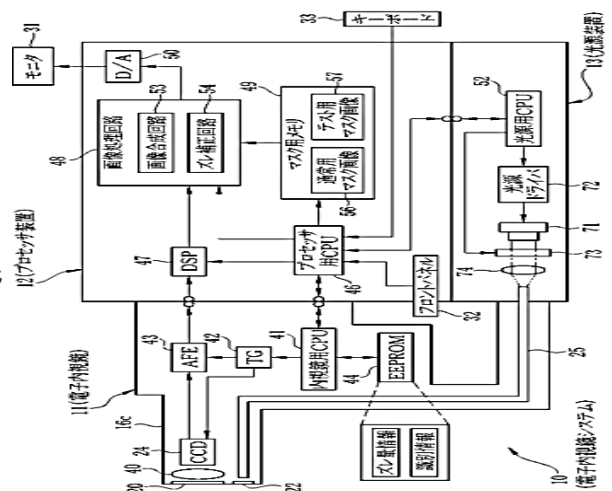 モニタ
31
キーボード
33
D/A
50
48
画像処理回路
画像合成回路
53
ズレ補正回路
54
マスク用メモリ
49
通常用
マスク画像
56
テスト用
マスク画像
57
12(プロセッサ装置)
DSP
47
プロセッサ
用CPU
46
フロントパネル
32
13(光源装置)
光源用CPU
52
光源
ドライバ
72
71
73
74
11(電子内視鏡)
16c
AFE
43
TG
42
内視鏡用CPU
41
EEPROM
44
CCD
24
40
20
22
25
ズレ量情報
識別情報
10
(電子内視鏡システム)